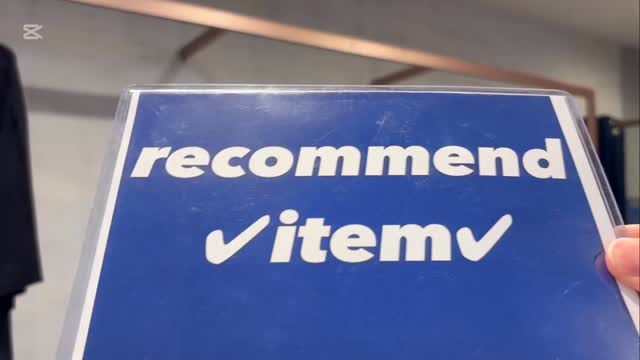 recommend
✓item✓